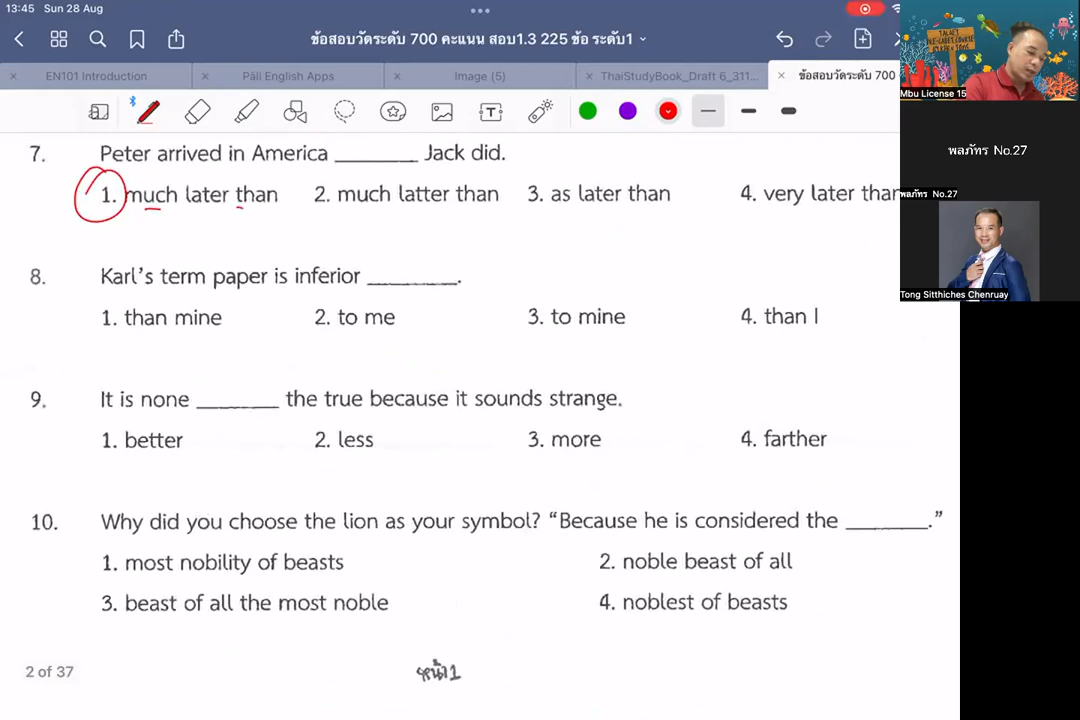 13:45 Sun 28 Aug
ข้อสอบวัดระดับ 700 คะแนน สอบ1.3 225 ข้อ ระดับ1
EN101 Introduction
Pāli English Apps
Image (5)
ThaiStudyBook_Draft 6_311...
ข้อสอบวัดระดับ 700
7. Peter arrived in America ________ Jack did.
1. much later than 2. much latter than 3. as later than 4. very later than
8. Karl's term paper is inferior ________.
1. than mine 2. to me 3. to mine 4. than I
9. It is none ________ the true because it sounds strange.
1. better 2. less 3. more 4. farther
10. Why did you choose the lion as your symbol? "Because he is considered the ________."
1. most nobility of beasts 2. noble beast of all
3. beast of all the most noble 4. noblest of beasts
2 of 37
หน้า 1
Mbu License 15
พลภัทร No.27
พลภัทร No.27
Tong Sitthiches Chenruay